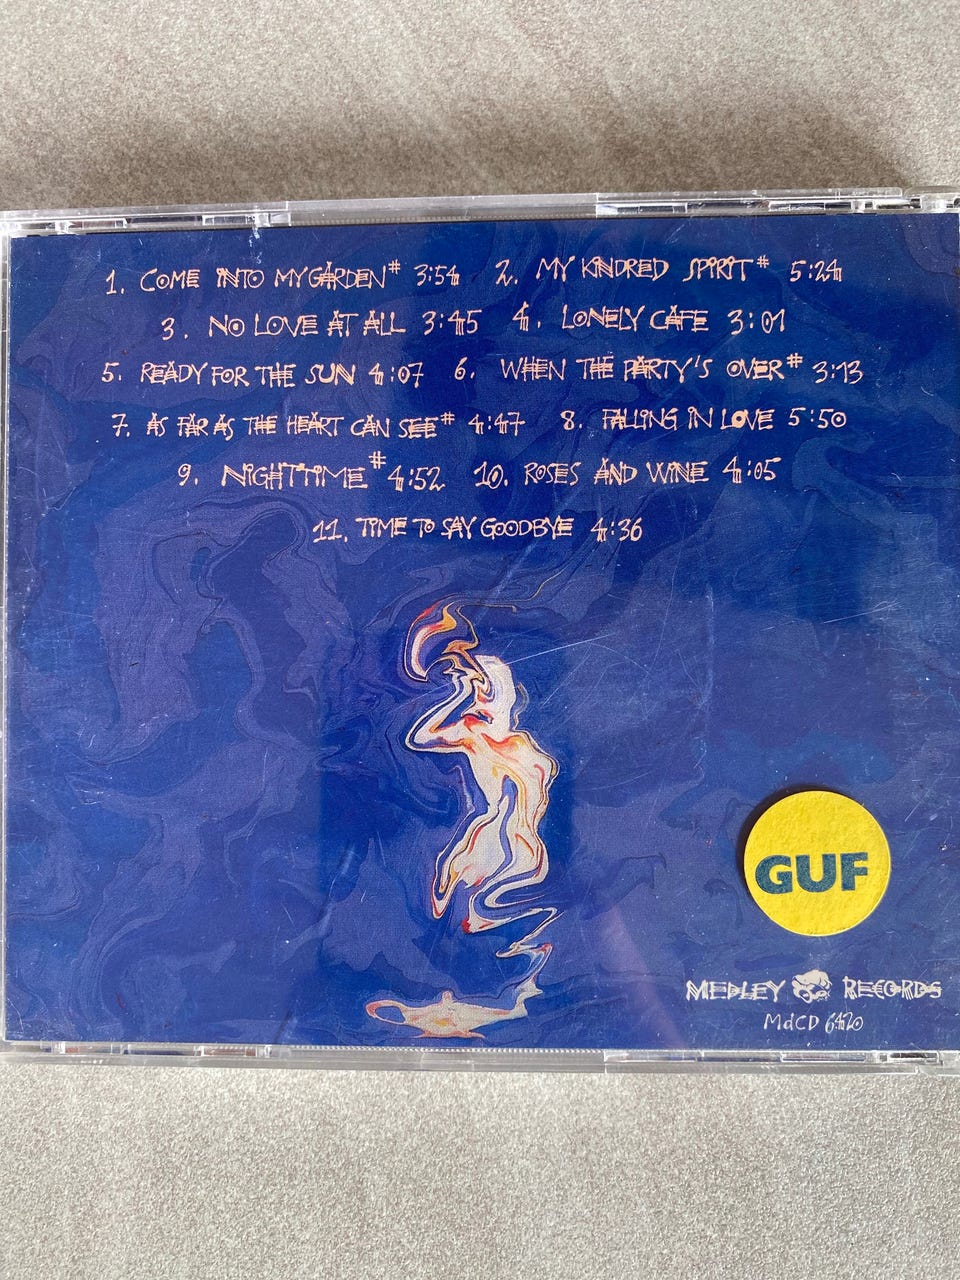 1. COME INTO MY GARDEN# 3:54 2. MY KINDRED SPIRIT# 5:24
3. NO LOVE AT ALL 3:45 4. LONELY CAFE 3:01
5. READY FOR THE SUN 4:07 6. WHEN THE PARTY'S OVER# 3:13
7. AS FAR AS THE HEART CAN SEE# 4:47 8. FALLING IN LOVE 5:50
9. NIGHTTIME# 4:52 10. ROSES AND WINE 4:05
11. TIME TO SAY GOODBYE 4:36
GUF
MEDLEY RECORDS
MdCD 6420